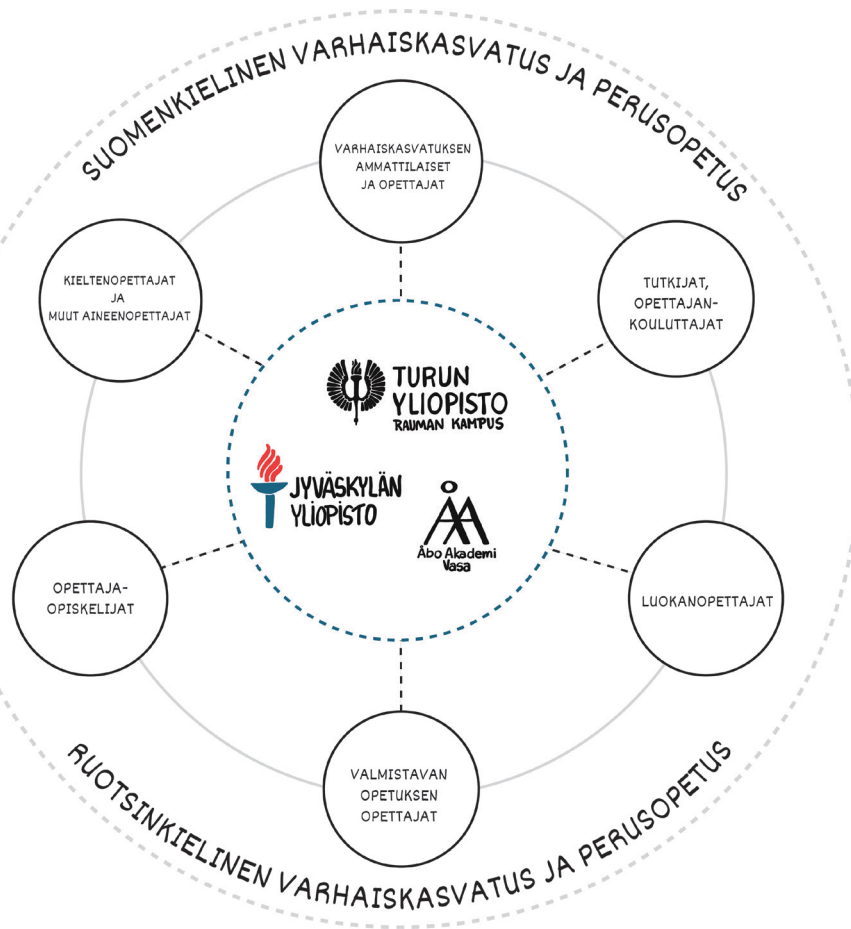 SUOMENKIELINEN VARHAISKASVATUS JA PERUSOPETUS
VARHAISKASVATUKSEN
AMMATTILAISET
JA OPETTAJAT
KIELTENOPETTAJAT
JA
MUUT AINEENOPETTAJAT
TUTKIJAT,
OPETTAJAN-
KOULUTTAJAT
TURUN
YLIOPISTO
RAUMAN KAMPUS
JYVÄSKYLÄN
YLIOPISTO
ÅA
Åbo Akademi
Vasa
OPETTAJA-
OPISKELIJAT
LUOKANOPETTAJAT
VALMISTAVAN
OPETUKSEN
OPETTAJAT
RUOTSINKIELINEN VARHAISKASVATUS JA PERUSOPETUS